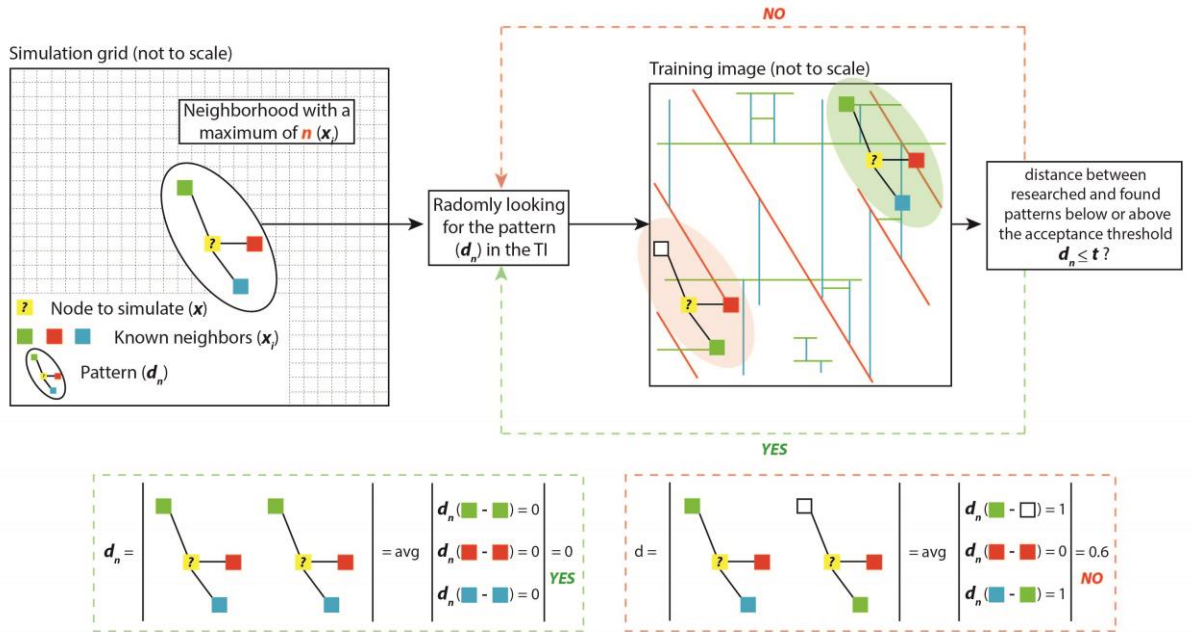 NO
Simulation grid (not to scale)
Training image (not to scale)
Neighborhood with a
maximum of n (xi)
?
Radomly looking
for the pattern
(dn) in the TI
?
?
distance between
researched and found
patterns below or above
the acceptance threshold
dn ≤ t ?
? Node to simulate (x)
Known neighbors (xi)
Pattern (dn)
YES
dn = ? ? = avg
dn ( - ) = 0
dn ( - ) = 0 = 0
dn ( - ) = 0
YES
d = ? ? = avg
dn ( - ) = 1
dn ( - ) = 0 = 0.6
dn ( - ) = 1
NO